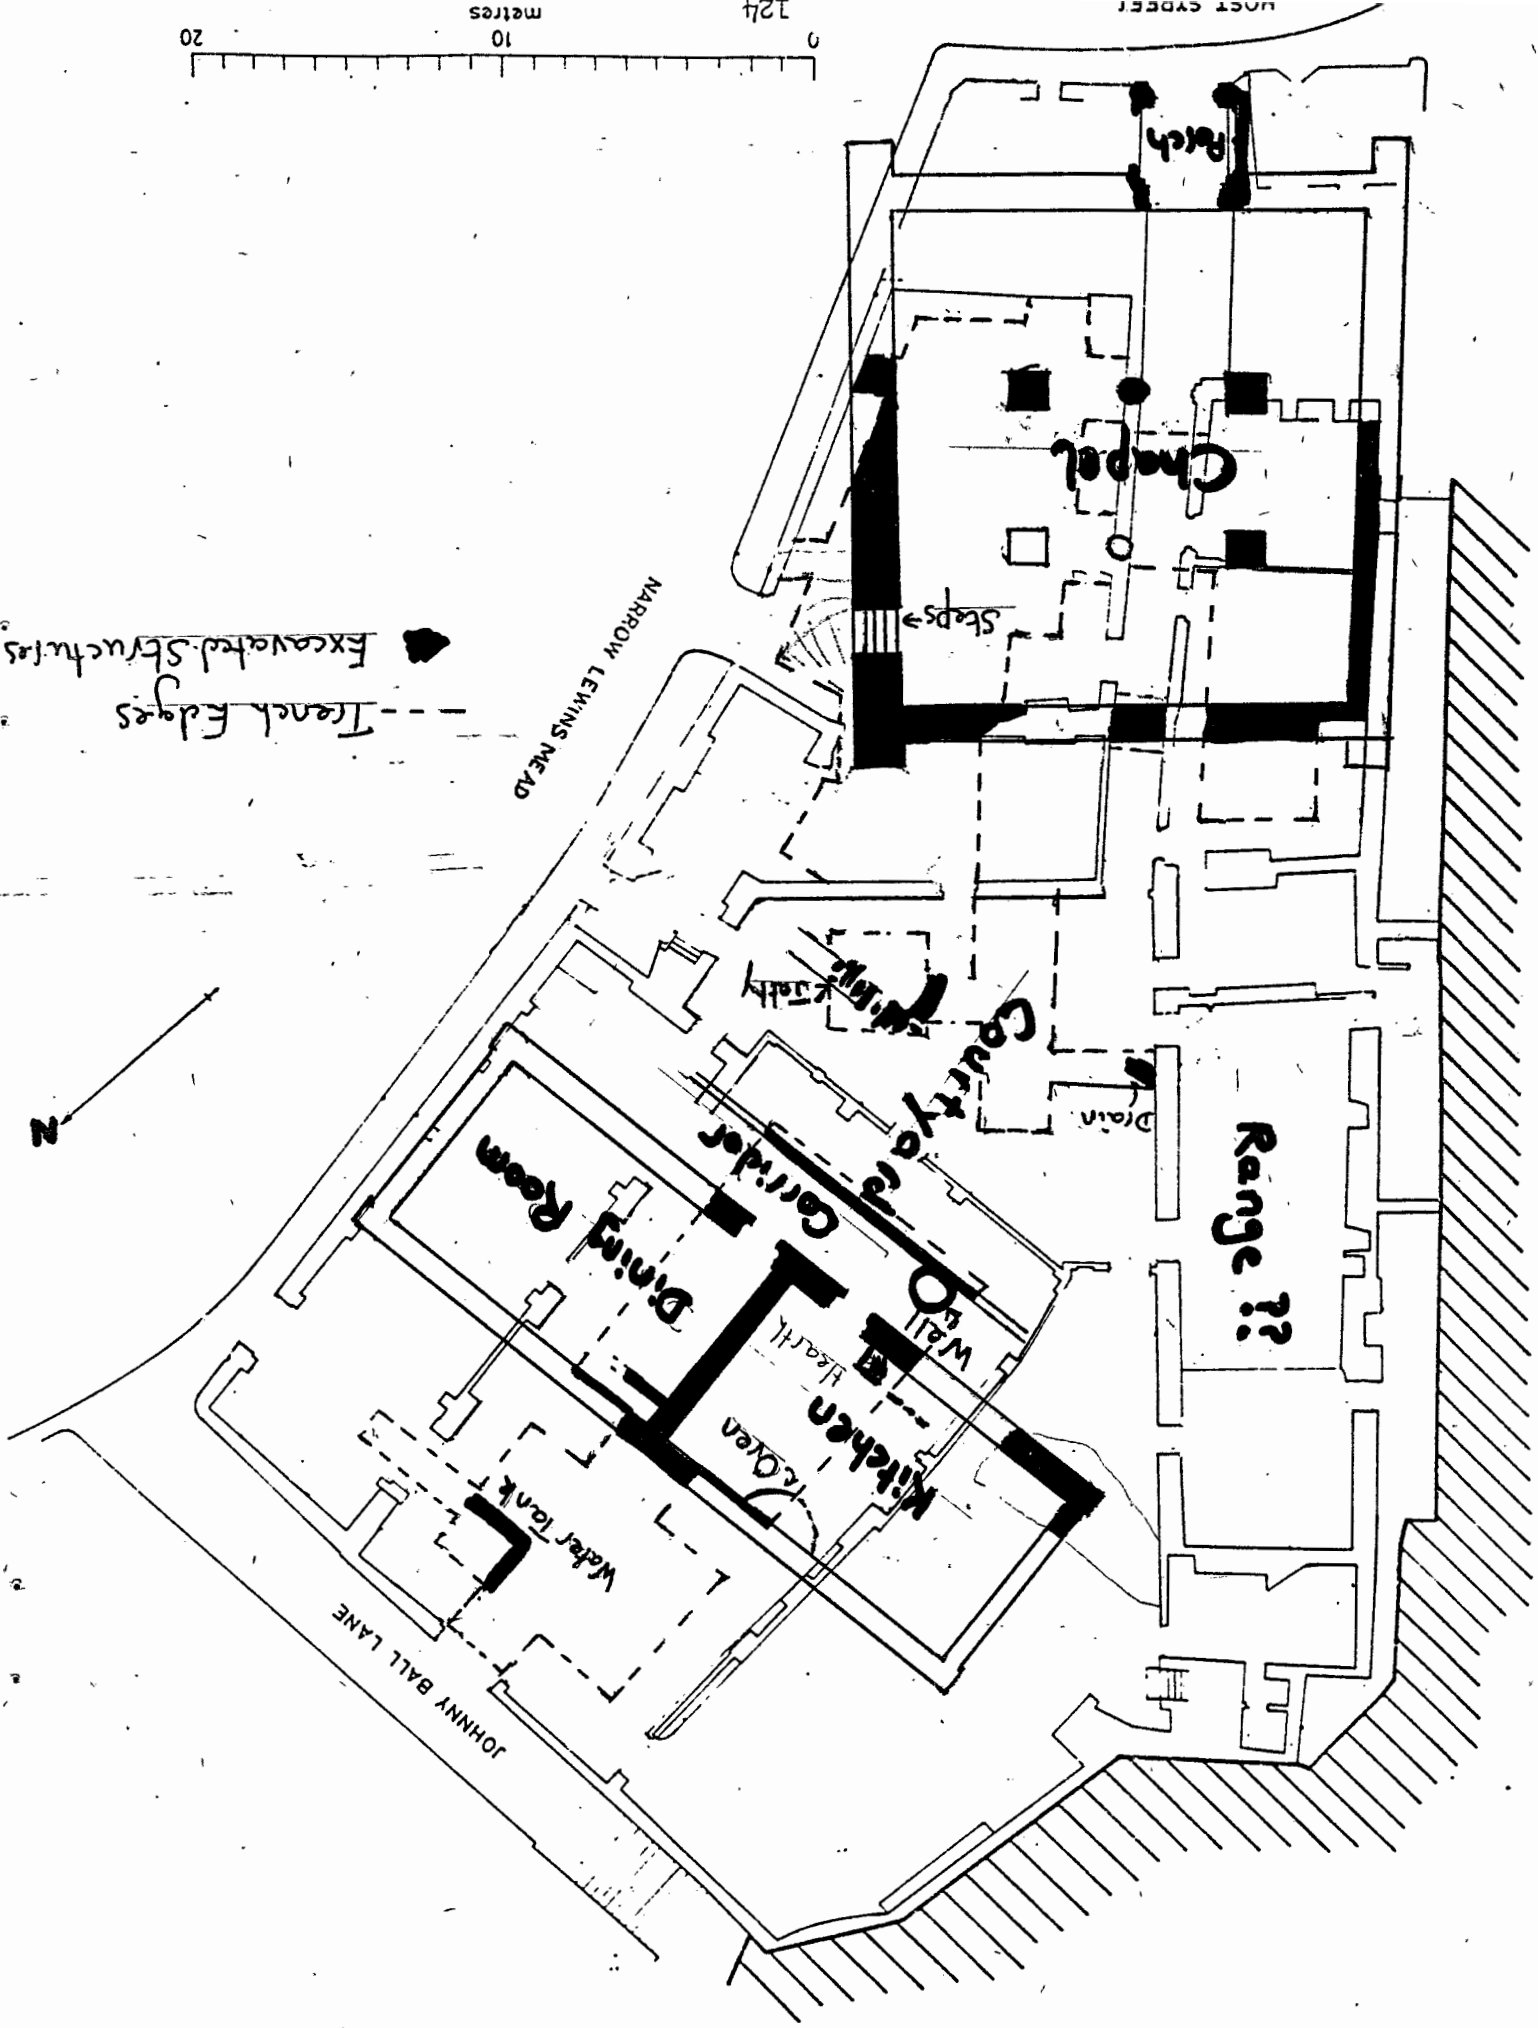 Range ??
Drain
Courtyard
Jetty
Kitchen
Well
Hearth
Oven
Corridor
Dining Room
Water Tank
JOHNNY BALL LANE
N
Chapel
Steps
Porch
NARROW LEWINS MEAD
--- Trench Edges
Excavated Structures
HOST STREET
124
0 10 20
metres